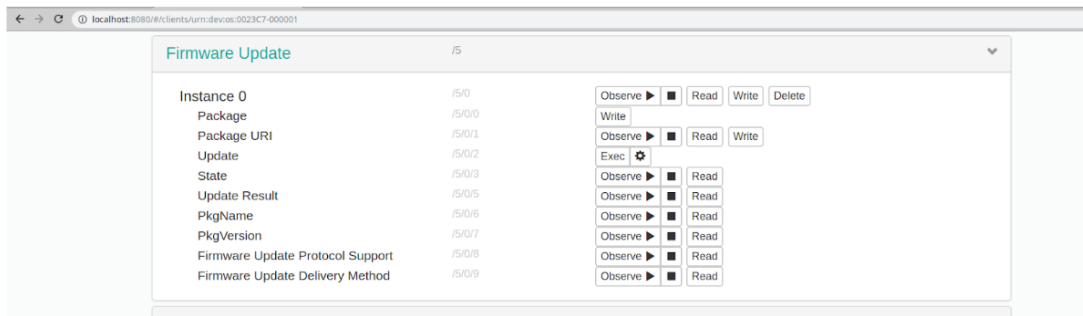 localhost:8080/#/clients/urn:dev:os:0023C7-000001
Firmware Update /5
Instance 0 /5/0 Observe Read Write Delete
Package /5/0/0 Write
Package URI /5/0/1 Observe Read Write
Update /5/0/2 Exec
State /5/0/3 Observe Read
Update Result /5/0/5 Observe Read
PkgName /5/0/6 Observe Read
PkgVersion /5/0/7 Observe Read
Firmware Update Protocol Support /5/0/8 Observe Read
Firmware Update Delivery Method /5/0/9 Observe Read